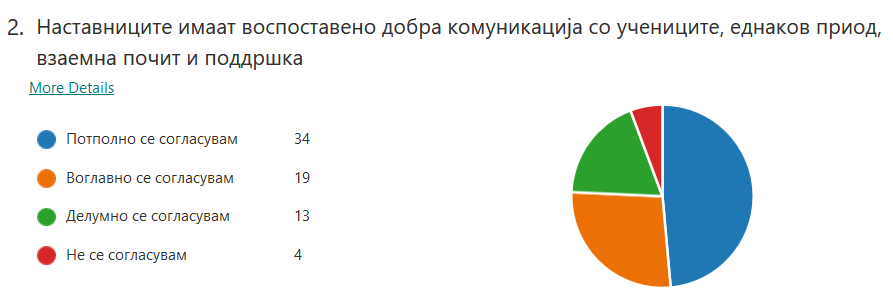 2. Наставниците имаат воспоставено добра комуникација со учениците, еднаков приод,
взаемна почит и поддршка
More Details
Потполно се согласувам 34
Воглавно се согласувам 19
Делумно се согласувам 13
Не се согласувам 4